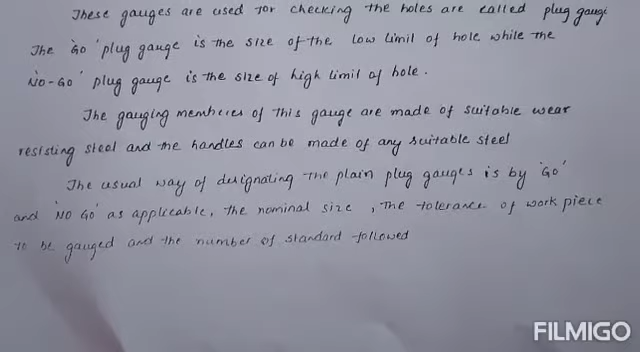 These gauges are used for checking the holes are called plug gauge
The 'Go' plug gauge is the size of the low limit of hole while the
'No-Go' plug gauge is the size of high limit of hole.
The gauging members of this gauge are made of suitable wear
resisting steel and the handles can be made of any suitable steel
The usual way of designating the plain plug gauges is by 'Go'
and 'NO GO' as applicable, the nominal size , the tolerance of work piece
to be gauged and the number of standard followed
FILMIGO